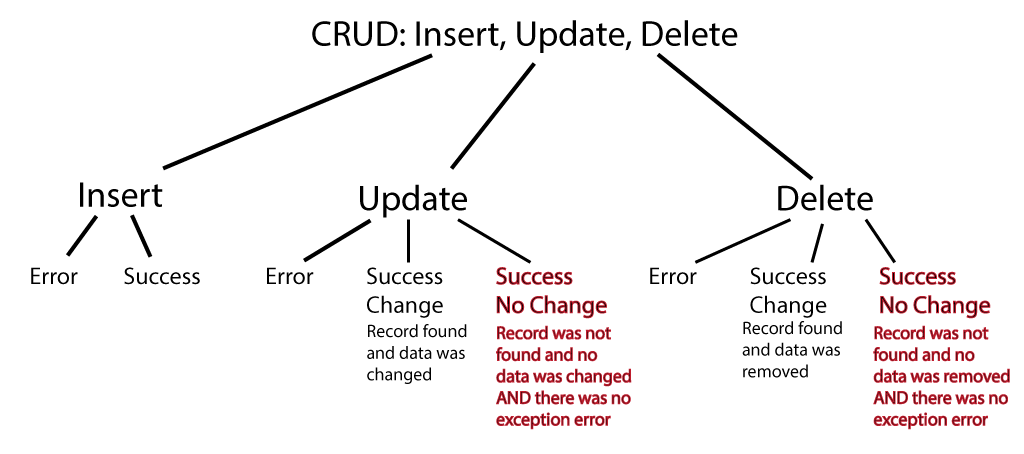 CRUD: Insert, Update, Delete
Insert
Update
Delete
Error
Success
Error
Success
Change
Record found
and data was
changed
Success
No Change
Record was not
found and no
data was changed
AND there was no
exception error
Error
Success
Change
Record found
and data was
removed
Success
No Change
Record was not
found and no
data was removed
AND there was no
exception error